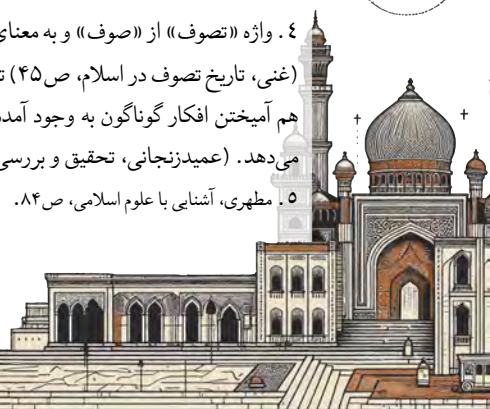 ٤. واژه «تصوف» از «صوف» و به معنای
(غنی، تاریخ تصوف در اسلام، ص۴۵)
هم آمیختن افکار گوناگون به وجود آمد
می‌دهد. (عمیدزنجانی، تحقیق و بررسی
٥. مطهری، آشنایی با علوم اسلامی، ص۸۴.